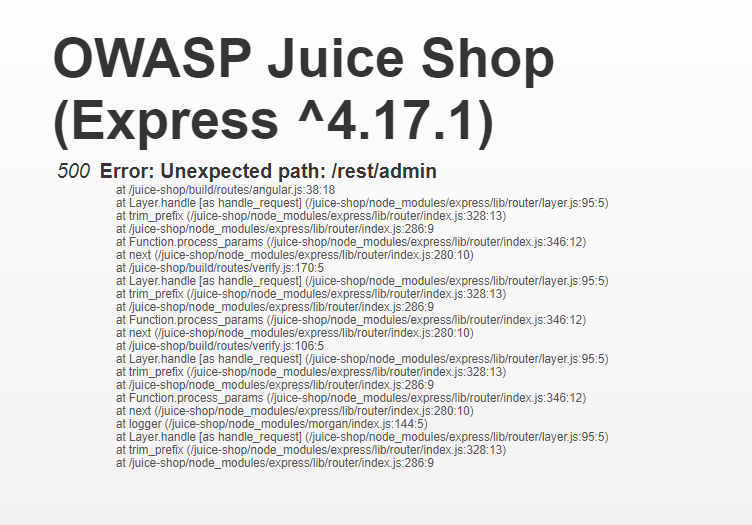 OWASP Juice Shop
(Express ^4.17.1)
500 Error: Unexpected path: /rest/admin
at /juice-shop/build/routes/angular.js:38:18
at Layer.handle [as handle_request] (/juice-shop/node_modules/express/lib/router/layer.js:95:5)
at trim_prefix (/juice-shop/node_modules/express/lib/router/index.js:328:13)
at /juice-shop/node_modules/express/lib/router/index.js:286:9
at Function.process_params (/juice-shop/node_modules/express/lib/router/index.js:346:12)
at next (/juice-shop/node_modules/express/lib/router/index.js:280:10)
at /juice-shop/build/routes/verify.js:170:5
at Layer.handle [as handle_request] (/juice-shop/node_modules/express/lib/router/layer.js:95:5)
at trim_prefix (/juice-shop/node_modules/express/lib/router/index.js:328:13)
at /juice-shop/node_modules/express/lib/router/index.js:286:9
at Function.process_params (/juice-shop/node_modules/express/lib/router/index.js:346:12)
at next (/juice-shop/node_modules/express/lib/router/index.js:280:10)
at /juice-shop/build/routes/verify.js:106:5
at Layer.handle [as handle_request] (/juice-shop/node_modules/express/lib/router/layer.js:95:5)
at trim_prefix (/juice-shop/node_modules/express/lib/router/index.js:328:13)
at /juice-shop/node_modules/express/lib/router/index.js:286:9
at Function.process_params (/juice-shop/node_modules/express/lib/router/index.js:346:12)
at next (/juice-shop/node_modules/express/lib/router/index.js:280:10)
at logger (/juice-shop/node_modules/morgan/index.js:144:5)
at Layer.handle [as handle_request] (/juice-shop/node_modules/express/lib/router/layer.js:95:5)
at trim_prefix (/juice-shop/node_modules/express/lib/router/index.js:328:13)
at /juice-shop/node_modules/express/lib/router/index.js:286:9